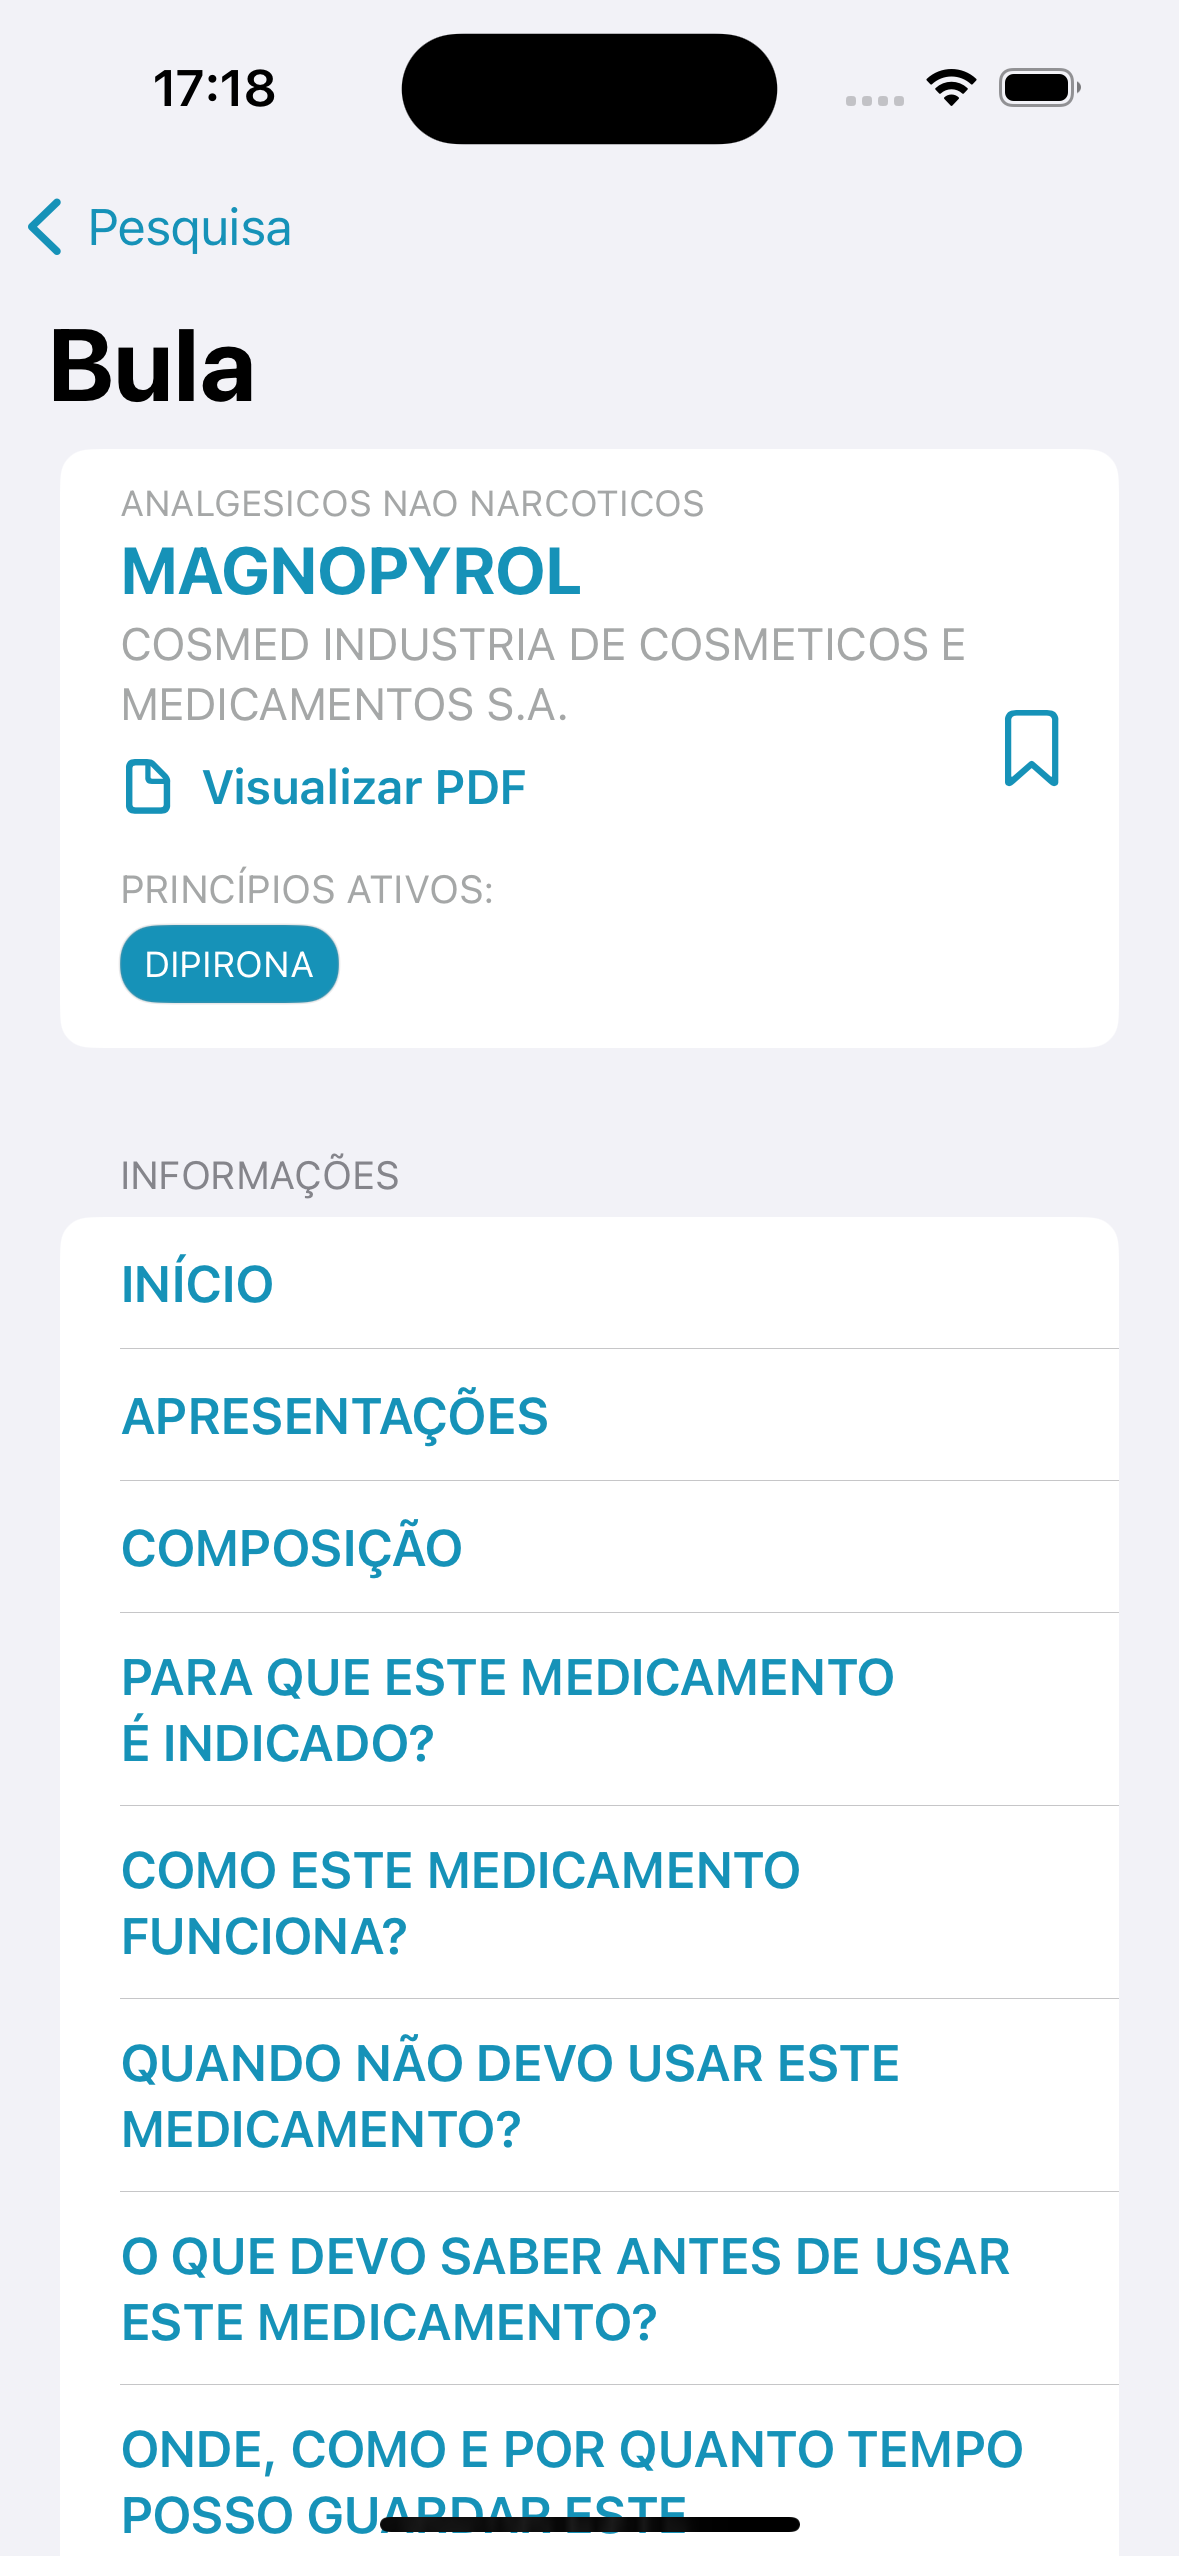 17:18
Pesquisa
Bula
ANALGESICOS NAO NARCOTICOS
MAGNOPYROL
COSMED INDUSTRIA DE COSMETICOS E
MEDICAMENTOS S.A.
Visualizar PDF
PRINCÍPIOS ATIVOS:
DIPIRONA
INFORMAÇÕES
INÍCIO
APRESENTAÇÕES
COMPOSIÇÃO
PARA QUE ESTE MEDICAMENTO
É INDICADO?
COMO ESTE MEDICAMENTO
FUNCIONA?
QUANDO NÃO DEVO USAR ESTE
MEDICAMENTO?
O QUE DEVO SABER ANTES DE USAR
ESTE MEDICAMENTO?
ONDE, COMO E POR QUANTO TEMPO
POSSO GUARDAR ESTE